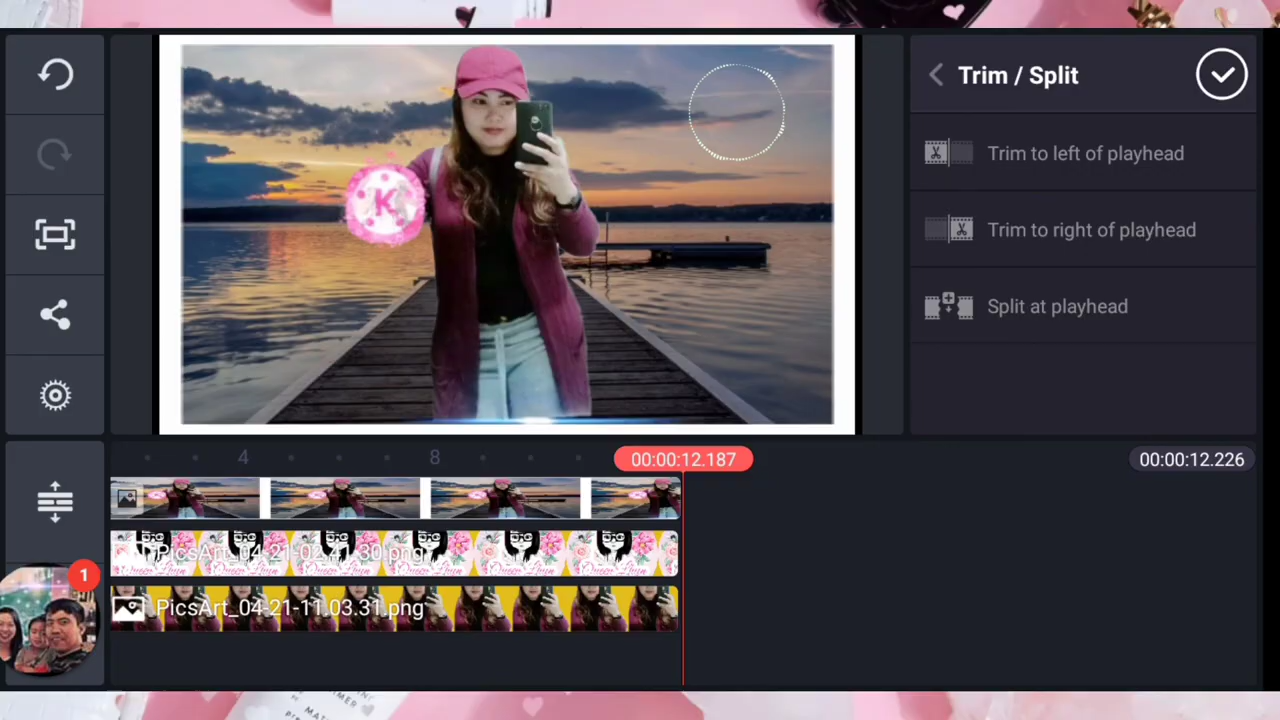 Trim / Split
Trim to left of playhead
K
Trim to right of playhead
Split at playhead
4
8
00:00:12.187
00:00:12.226
PicsArt_04-21-02.41.30.png
1
PicsArt_04-21-11.03.31.png